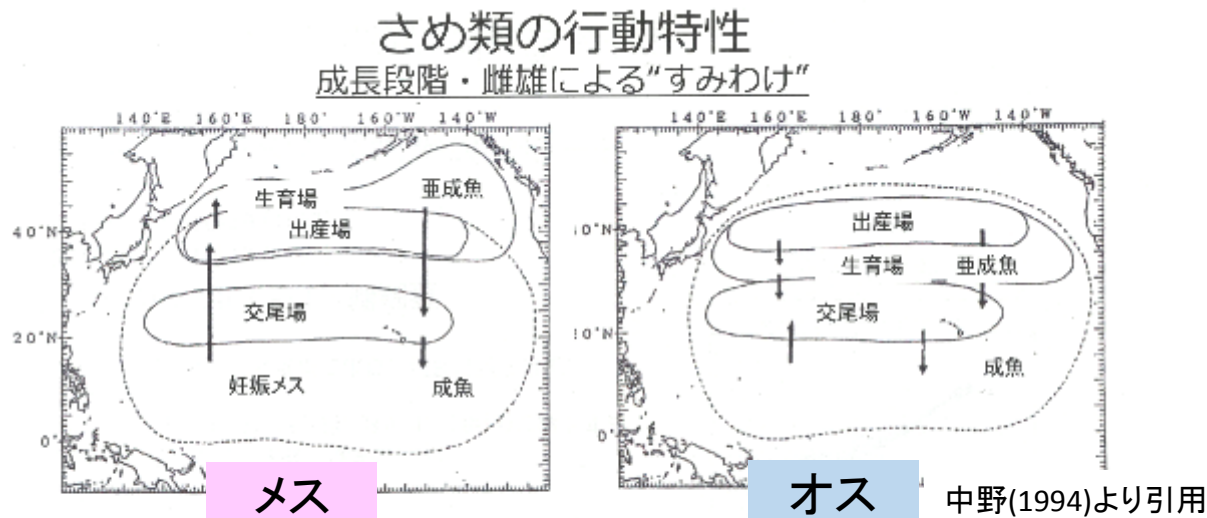 さめ類の行動特性
成長段階・雌雄による“すみわけ”
140°E 160°E 180° 160°W 140°W
生育場
亜成魚
出産場
40°N
交尾場
20°N
妊娠メス
成魚
0°
メス
140°E 160°E 180° 160°W 140°W
出産場
0°N
生育場
亜成魚
交尾場
0°N
成魚
0°
オス
中野(1994)より引用